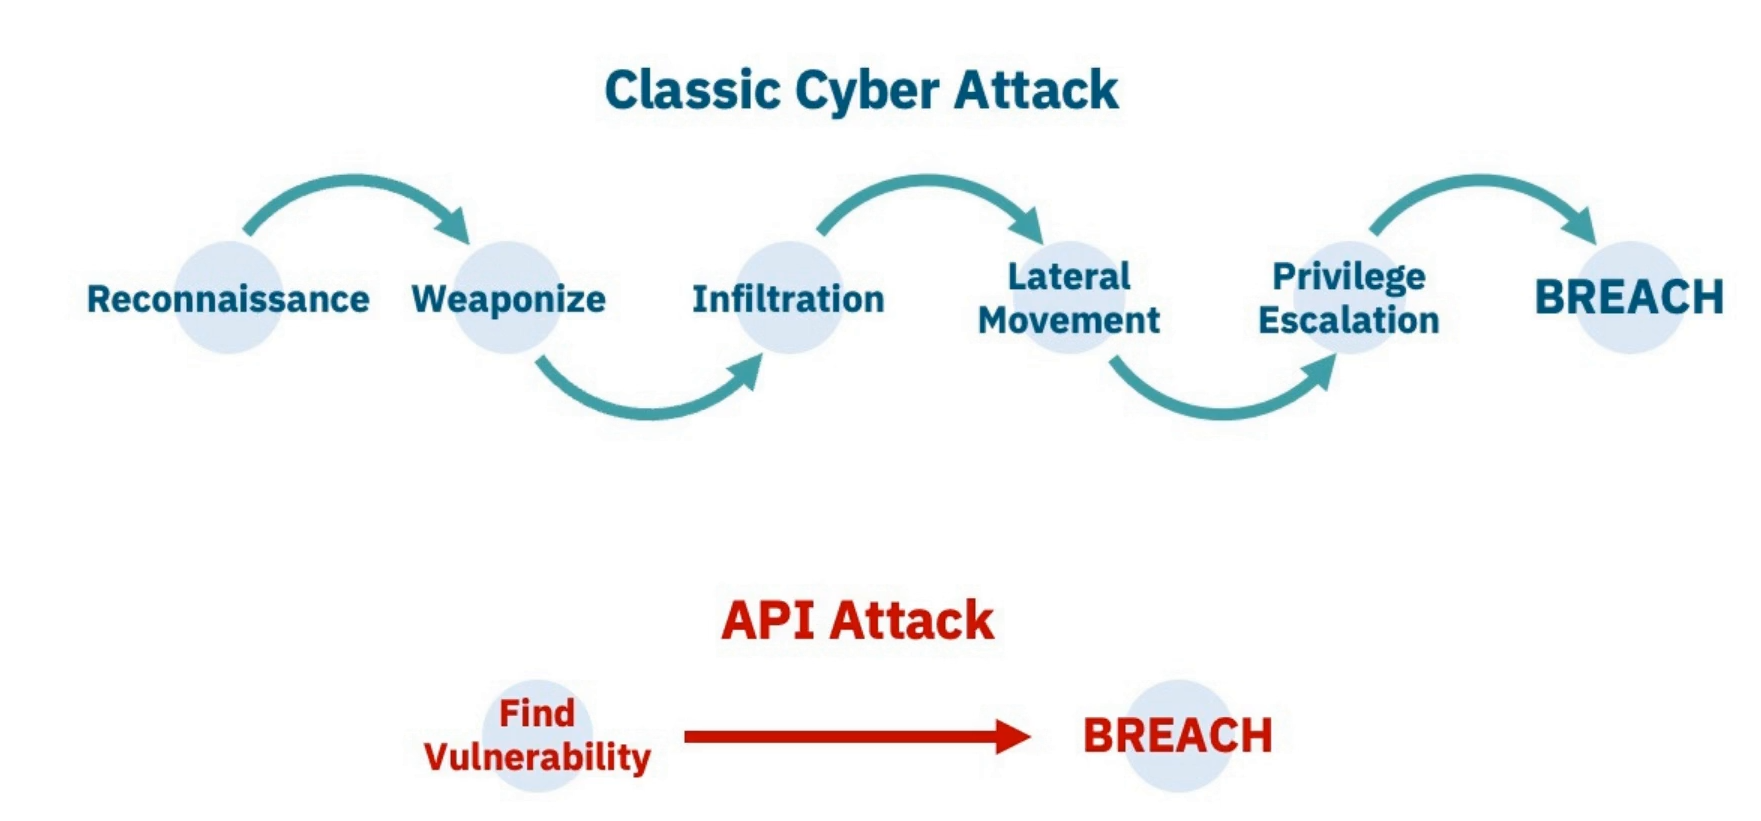 Classic Cyber Attack
Reconnaissance
Weaponize
Infiltration
Lateral
Movement
Privilege
Escalation
BREACH
API Attack
Find
Vulnerability
BREACH